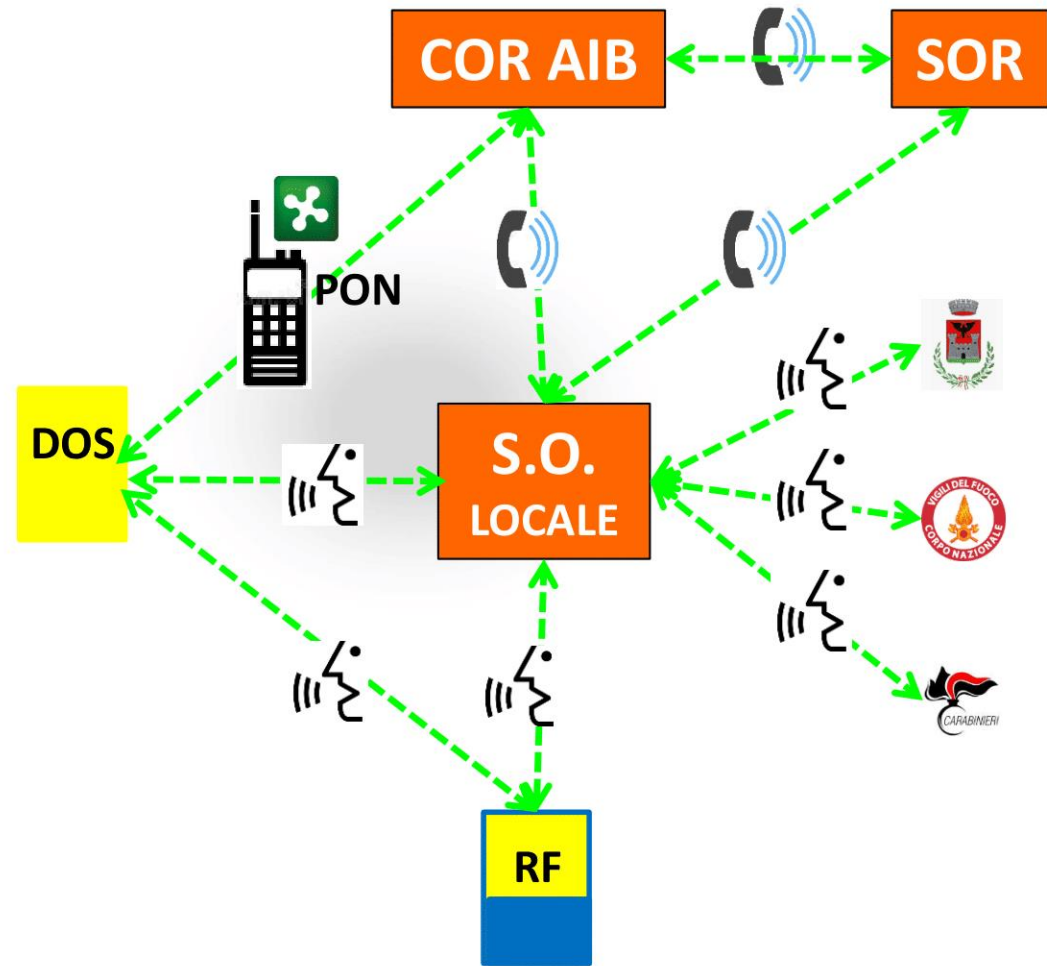 COR AIB
SOR
PON
DOS
S.O.
LOCALE
VIGILI DEL FUOCO
CORPO NAZIONALE
CARABINIERI
RF